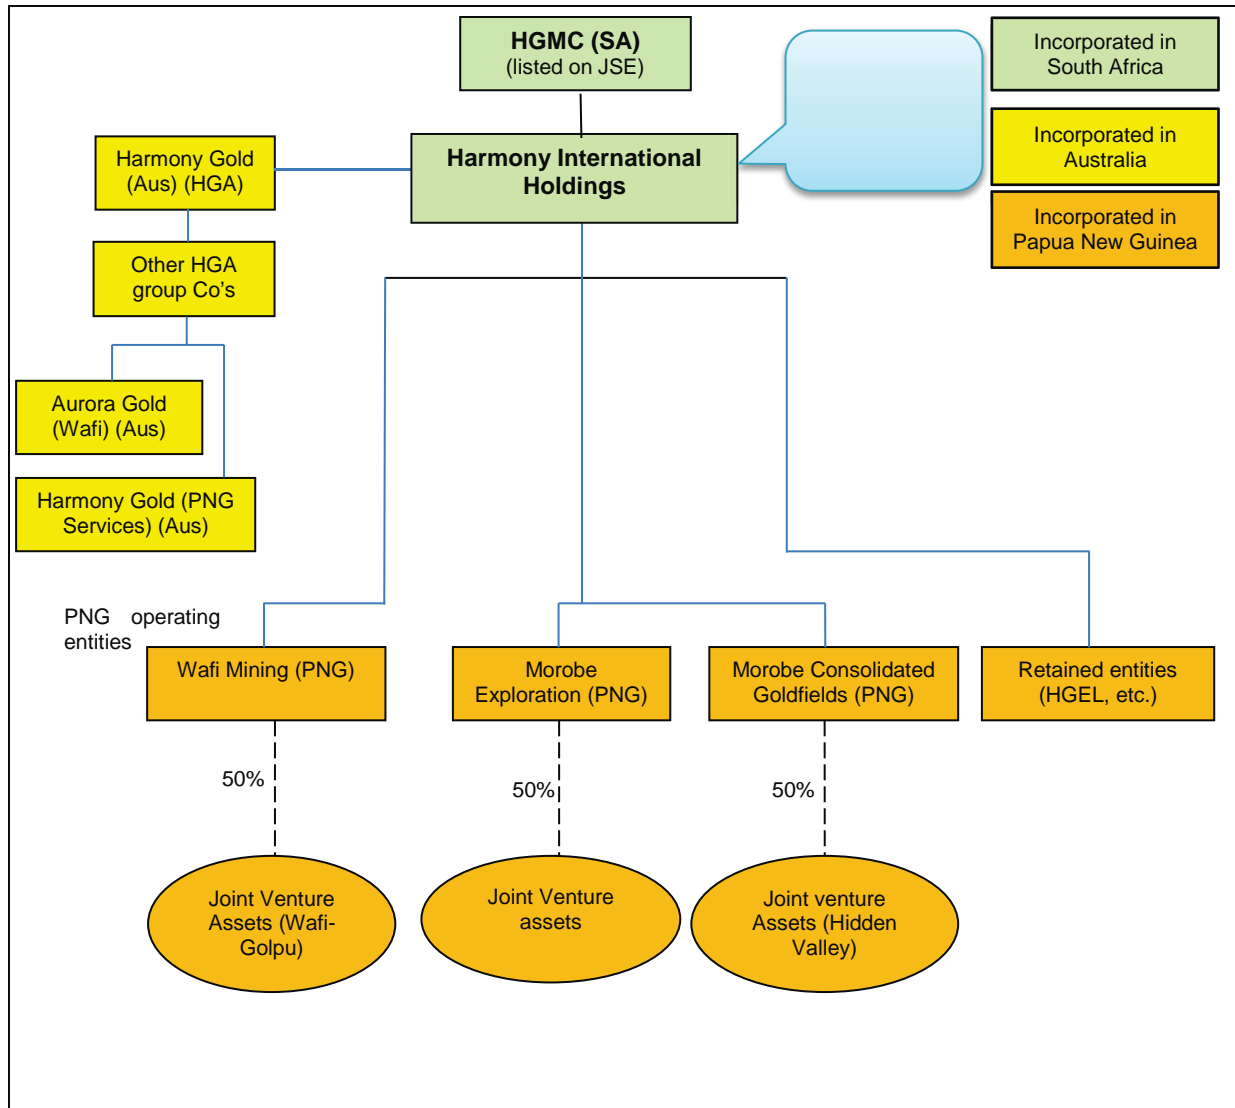 HGMC (SA)
(listed on JSE)
Incorporated in
South Africa
Harmony Gold
(Aus) (HGA)
Harmony International
Holdings
Incorporated in
Australia
Incorporated in
Papua New Guinea
Other HGA
group Co's
Aurora Gold
(Wafi) (Aus)
Harmony Gold (PNG
Services) (Aus)
PNG operating
entities
Wafi Mining (PNG)
Morobe
Exploration (PNG)
Morobe Consolidated
Goldfields (PNG)
Retained entities
(HGEL, etc.)
50%
50%
50%
Joint Venture
Assets (Wafi-
Golpu)
Joint Venture
assets
Joint venture
Assets (Hidden
Valley)